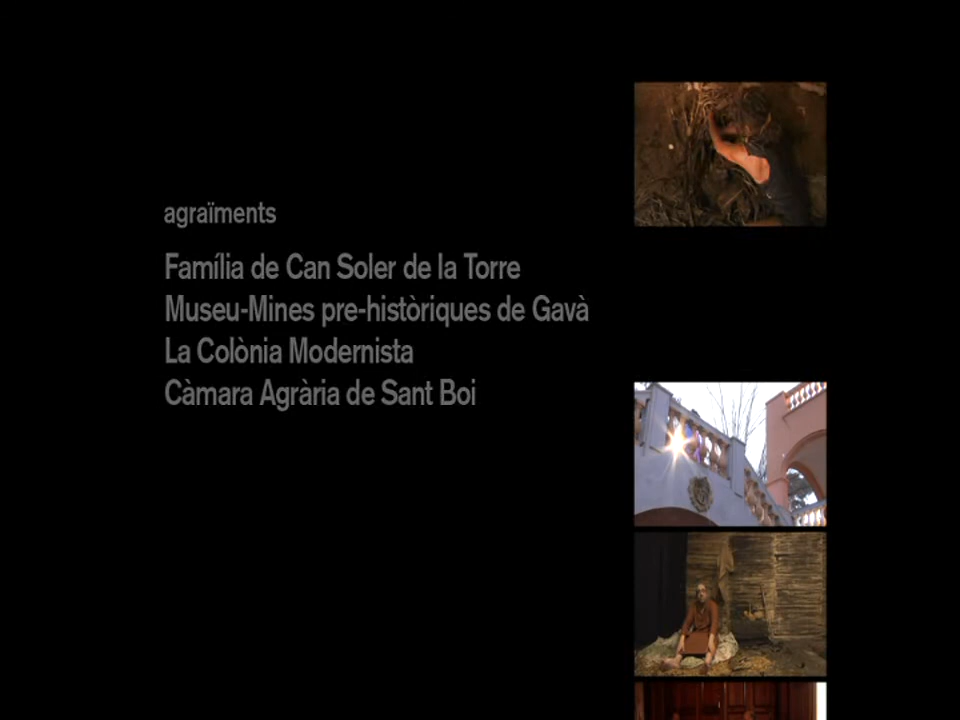 agraïments
Família de Can Soler de la Torre
Museu-Mines pre-històriques de Gavà
La Colònia Modernista
Càmara Agrària de Sant Boi